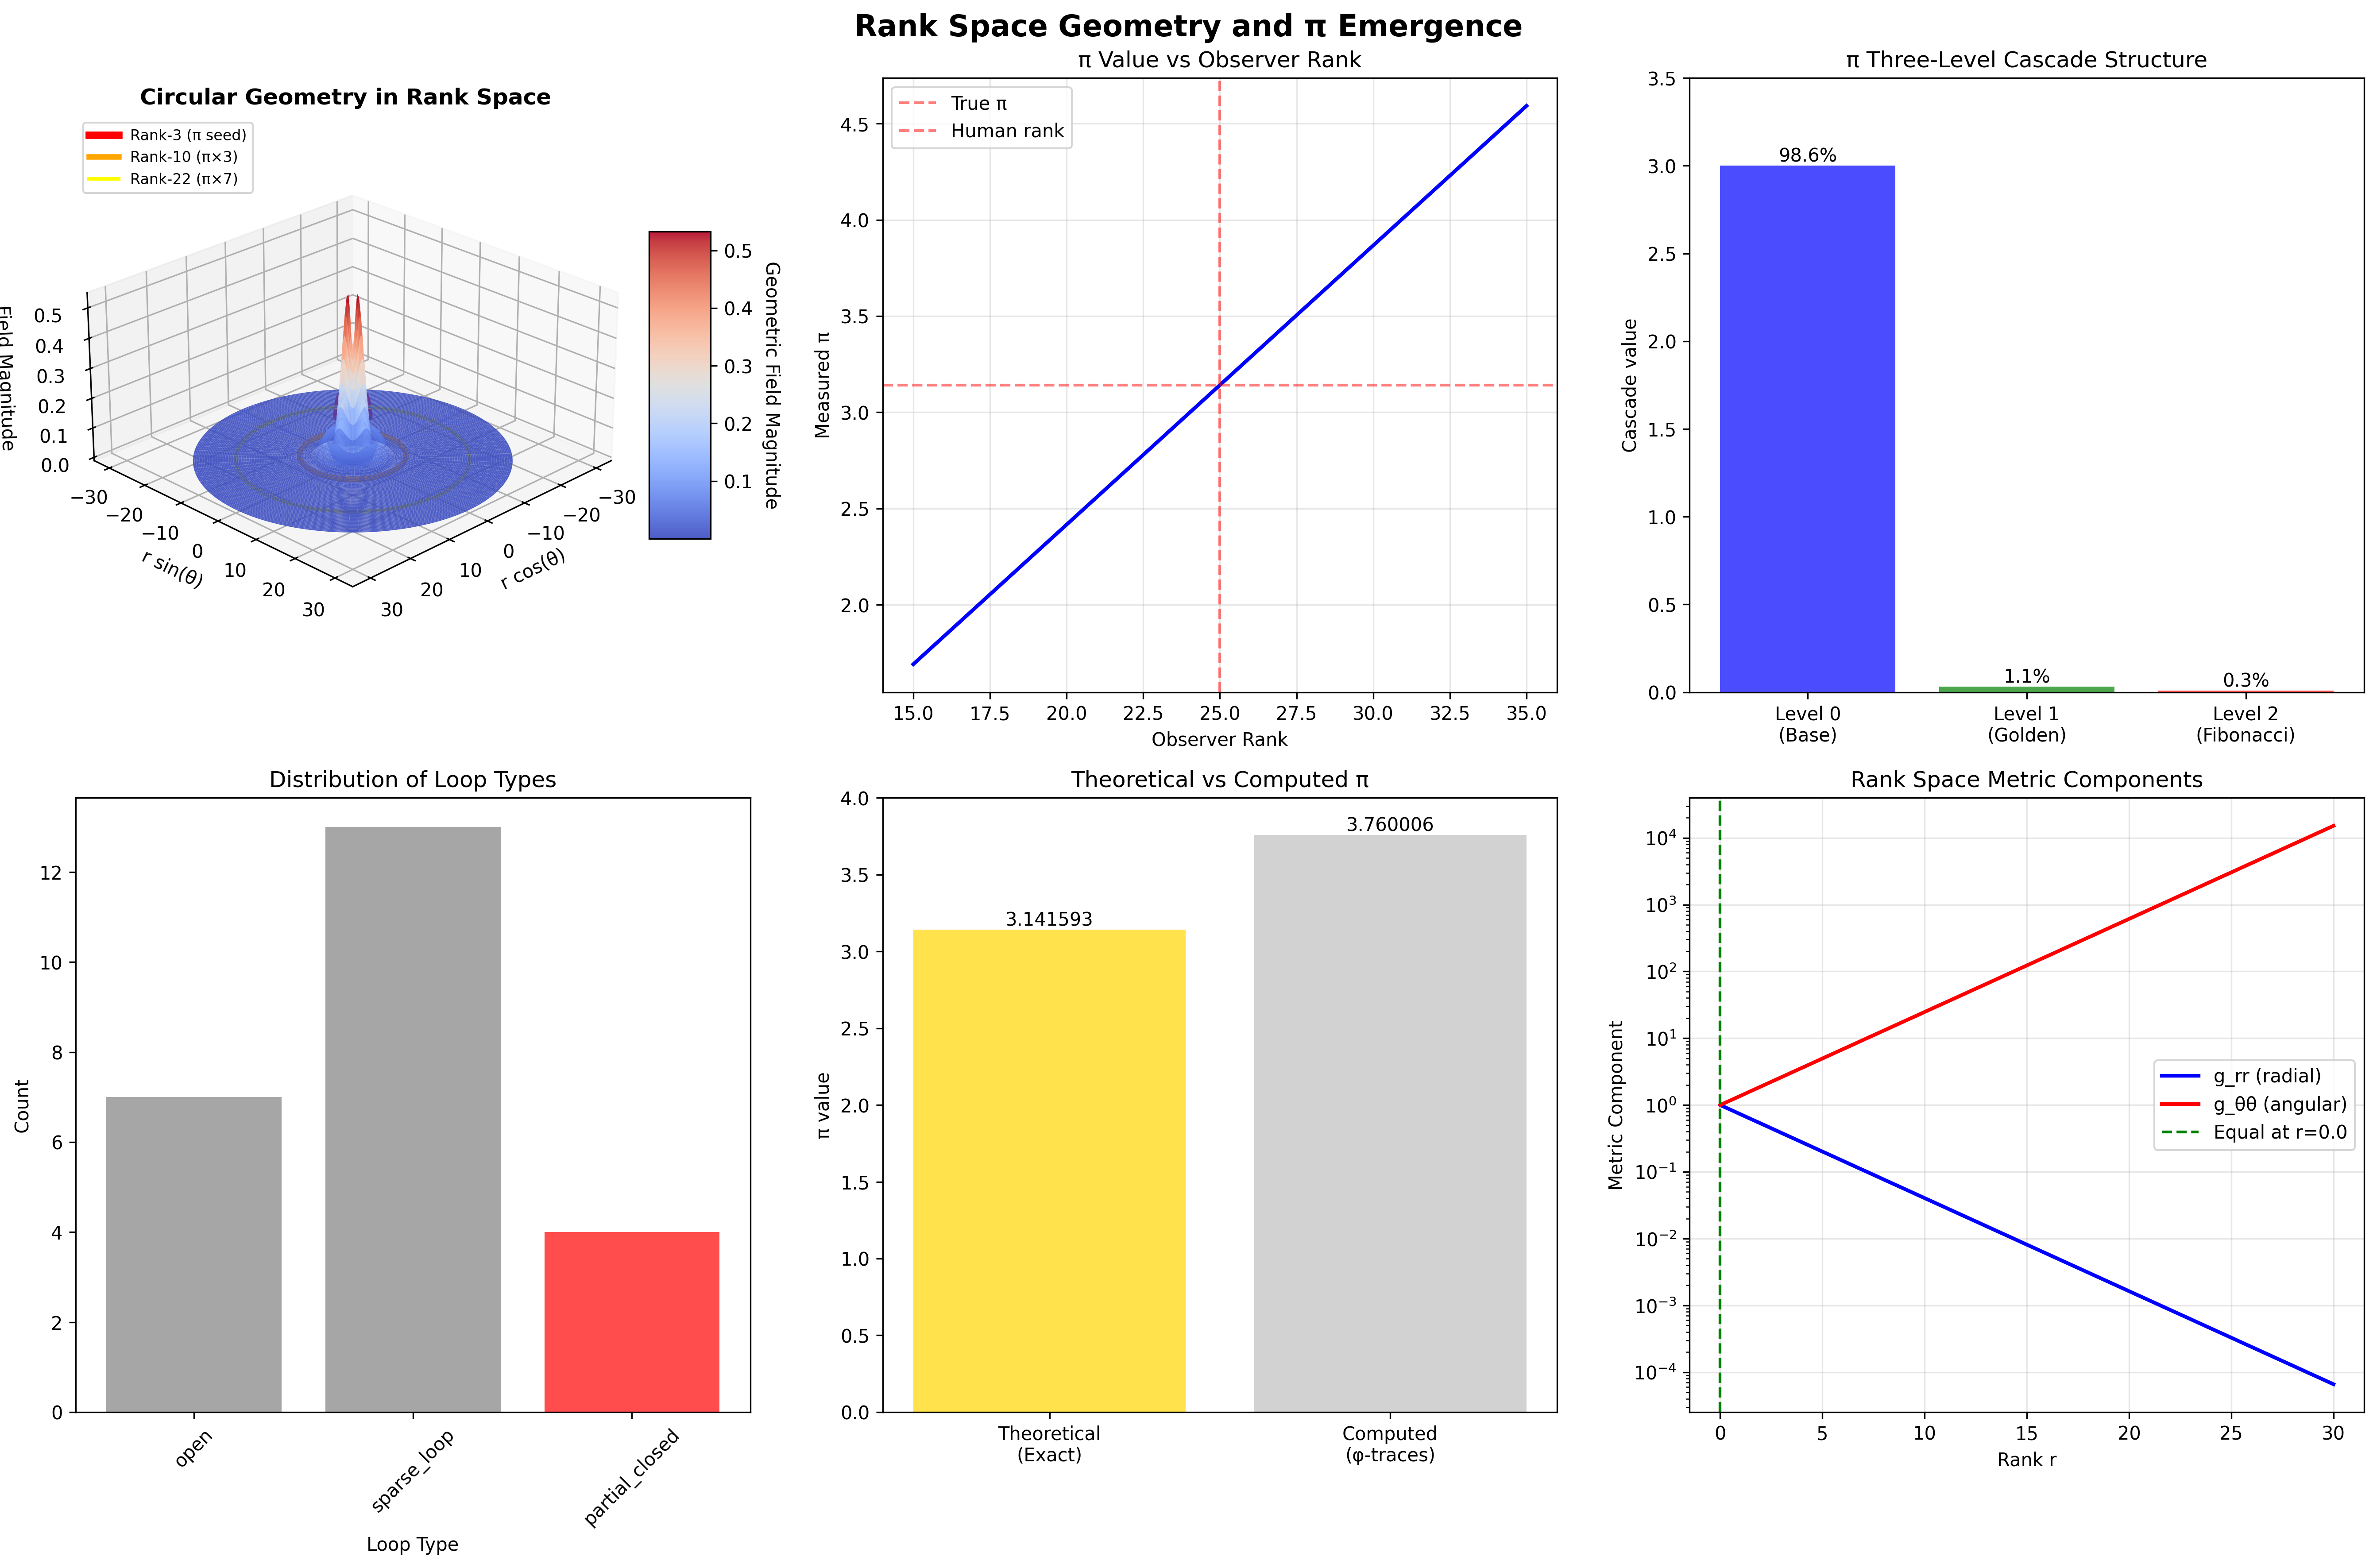 Rank Space Geometry and π Emergence
Circular Geometry in Rank Space
Rank-3 (π seed)
Rank-10 (π×3)
Rank-22 (π×7)
0.5
0.4
0.3
0.2
0.1
0.0
Field Magnitude
−30
−20
−10
0
10
20
30
r sin(θ)
−30
−20
−10
0
10
20
30
r cos(θ)
0.5
0.4
0.3
0.2
0.1
Geometric Field Magnitude
π Value vs Observer Rank
True π
Human rank
4.5
4.0
3.5
3.0
2.5
2.0
Measured π
15.0 17.5 20.0 22.5 25.0 27.5 30.0 32.5 35.0
Observer Rank
π Three-Level Cascade Structure
3.5
3.0
2.5
2.0
1.5
1.0
0.5
0.0
Cascade value
98.6%
1.1%
0.3%
Level 0
(Base)
Level 1
(Golden)
Level 2
(Fibonacci)
Distribution of Loop Types
12
10
8
6
4
2
0
Count
open
sparse_loop
partial_closed
Loop Type
Theoretical vs Computed π
4.0
3.5
3.0
2.5
2.0
1.5
1.0
0.5
0.0
π value
3.141593
3.760006
Theoretical
(Exact)
Computed
(φ-traces)
Rank Space Metric Components
10⁴
10³
10²
10¹
10⁰
10⁻¹
10⁻²
10⁻³
10⁻⁴
Metric Component
g_rr (radial)
g_θθ (angular)
Equal at r=0.0
0 5 10 15 20 25 30
Rank r